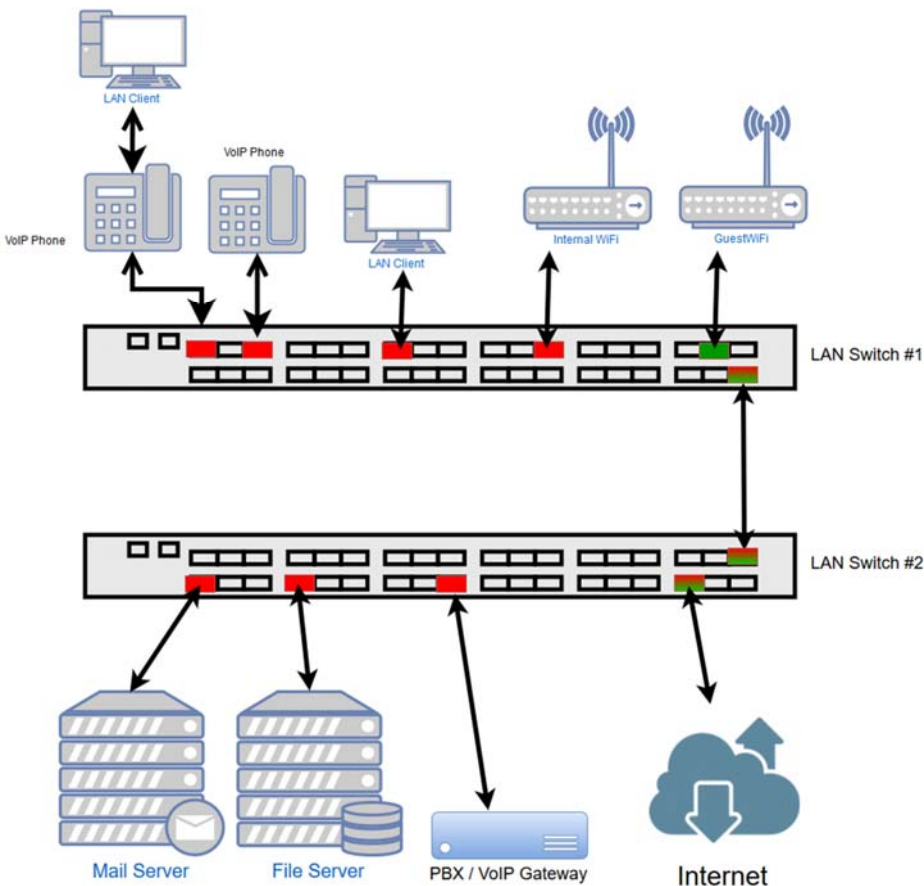 LAN Client
VoIP Phone
VoIP Phone
LAN Client
Internal WiFi
GuestWiFi
LAN Switch #1
LAN Switch #2
Mail Server
File Server
PBX / VoIP Gateway
Internet